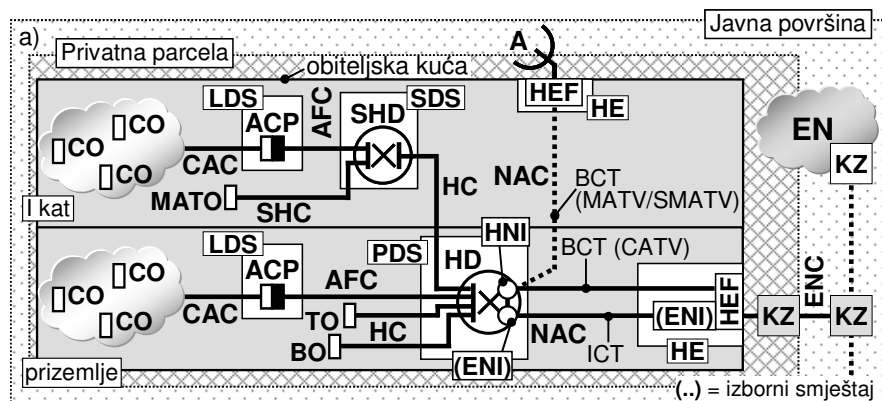 a)
Javna površina
Privatna parcela
obiteljska kuća
A
HEF
HE
LDS
ACP
AFC
SHD
SDS
CO
CO
CO
CAC
MATO
SHC
HC
NAC
BCT
(MATV/SMATV)
EN
KZ
I kat
LDS
ACP
AFC
PDS
HD
HNI
BCT (CATV)
CO
CO
CO
CAC
TO
HC
BO
(ENI)
NAC
ICT
(ENI)
HEF
HE
KZ
ENC
KZ
prizemlje
(..) = izborni smještaj